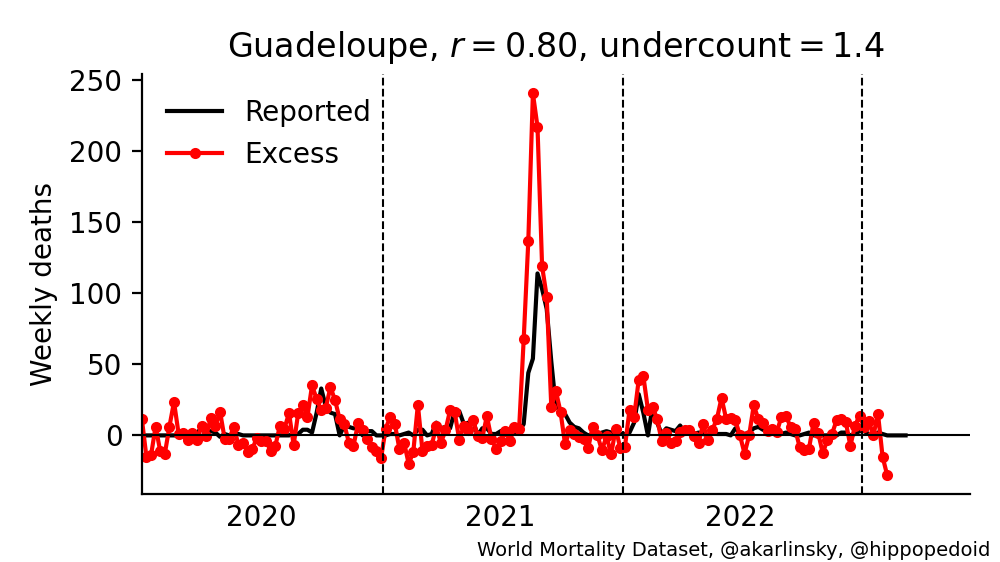 Guadeloupe, r = 0.80, undercount = 1.4
250
200
150
100
50
0
Weekly deaths
Reported
Excess
2020
2021
2022
World Mortality Dataset, @akarlinsky, @hippopedoid